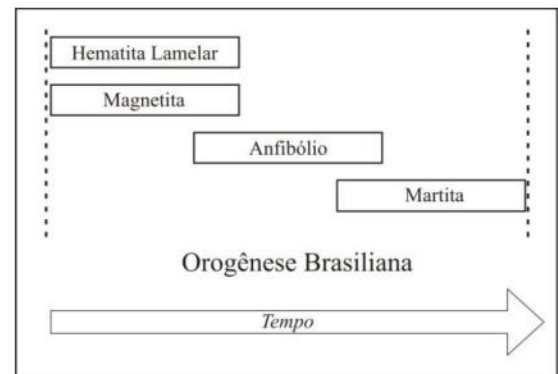 Hematita Lamelar
Magnetita
Anfibólio
Martita
Orogênese Brasiliana
Tempo